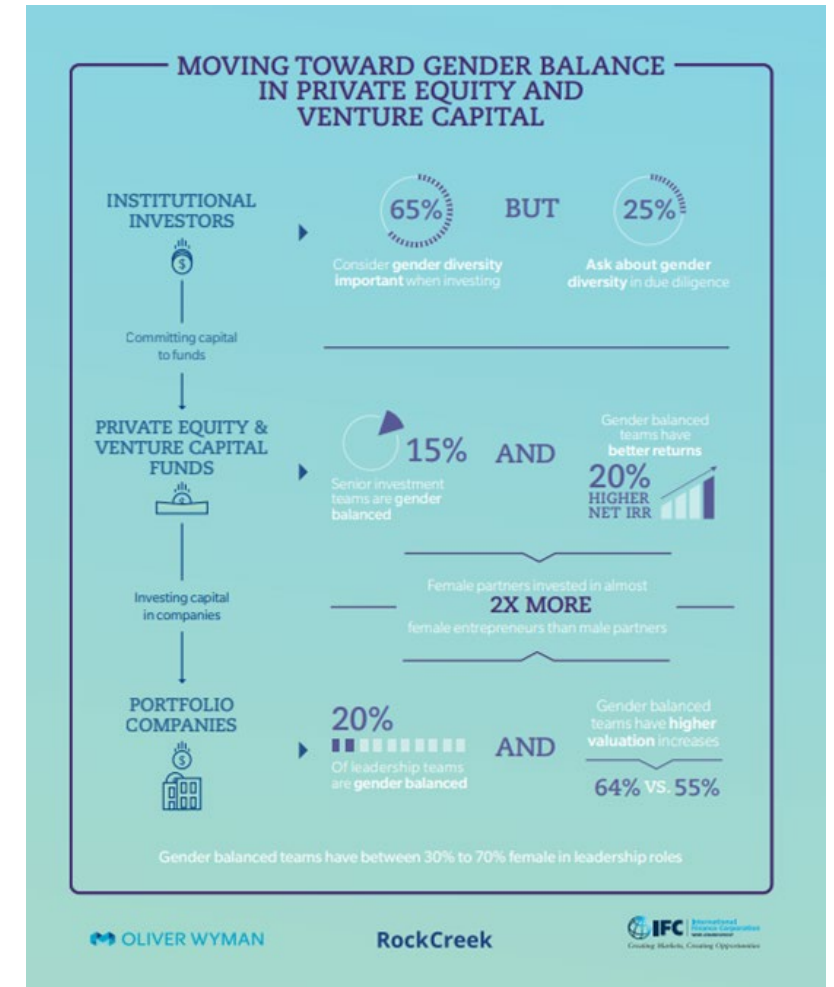 MOVING TOWARD GENDER BALANCE
IN PRIVATE EQUITY AND
VENTURE CAPITAL
INSTITUTIONAL
INVESTORS
65%
BUT
25%
Consider gender diversity
important when investing
Ask about gender
diversity in due diligence
Committing capital
to funds
PRIVATE EQUITY &
VENTURE CAPITAL
FUNDS
15%
Senior investment
teams are gender
balanced
AND
Gender balanced
teams have
better returns
20%
HIGHER
NET IRR
Investing capital
in companies
Female partners invested in almost
2X MORE
female entrepreneurs than male partners
PORTFOLIO
COMPANIES
20%
Of leadership teams
are gender balanced
AND
Gender balanced
teams have higher
valuation increases
64% VS. 55%
Gender balanced teams have between 30% to 70% female in leadership roles
OLIVER WYMAN
RockCreek
IFC
International
Finance Corporation
Creating Markets, Creating Opportunities